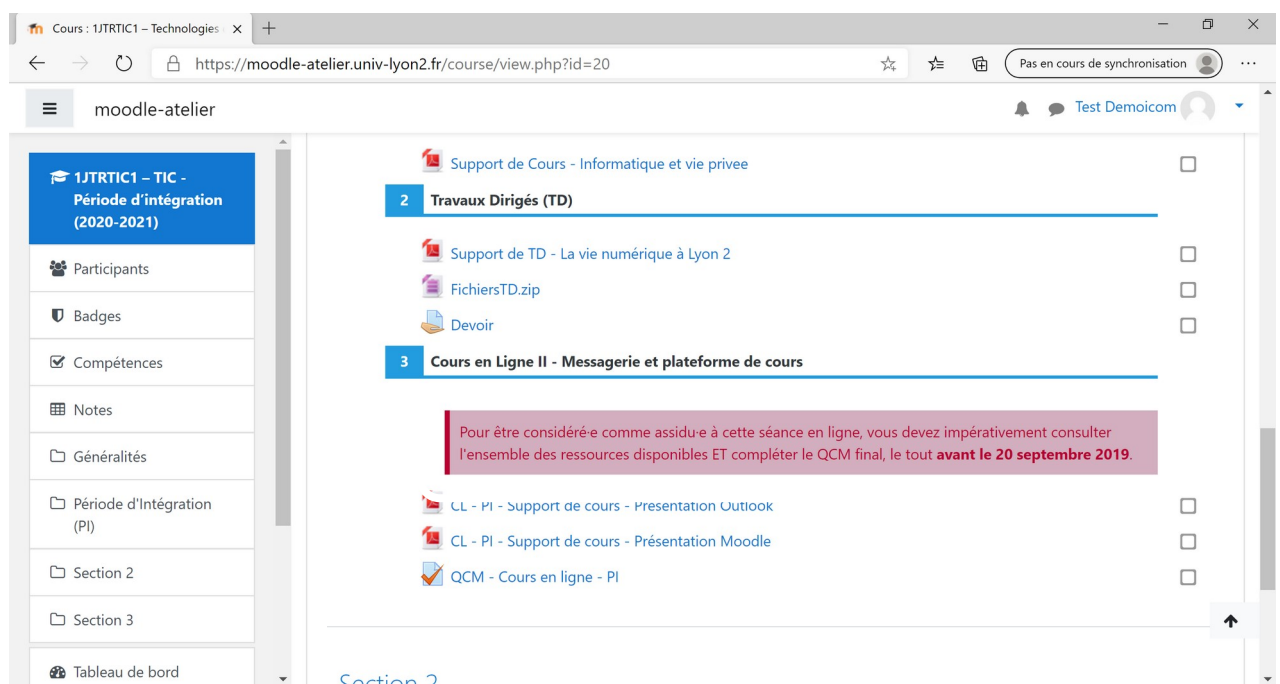 Cours : 1JTRTIC1 – Technologies
https://moodle-atelier.univ-lyon2.fr/course/view.php?id=20
Pas en cours de synchronisation
moodle-atelier
Test Demoicom
1JTRTIC1 – TIC -
Période d'intégration
(2020-2021)
Participants
Badges
Compétences
Notes
Généralités
Période d'Intégration
(PI)
Section 2
Section 3
Tableau de bord
Support de Cours - Informatique et vie privee
2 Travaux Dirigés (TD)
Support de TD - La vie numérique à Lyon 2
FichiersTD.zip
Devoir
3 Cours en Ligne II - Messagerie et plateforme de cours
Pour être considéré·e comme assidu·e à cette séance en ligne, vous devez impérativement consulter
l'ensemble des ressources disponibles ET compléter le QCM final, le tout avant le 20 septembre 2019.
CL - PI - Support de cours - Présentation Outlook
CL - PI - Support de cours - Présentation Moodle
QCM - Cours en ligne - PI
Section 2